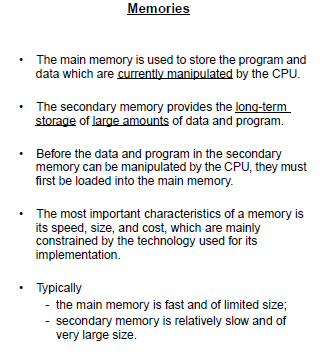 Memories
• The main memory is used to store the program and
data which are currently manipulated by the CPU.
• The secondary memory provides the long-term
storage of large amounts of data and program.
• Before the data and program in the secondary
memory can be manipulated by the CPU, they must
first be loaded into the main memory.
• The most important characteristics of a memory is
its speed, size, and cost, which are mainly
constrained by the technology used for its
implementation.
• Typically
- the main memory is fast and of limited size;
- secondary memory is relatively slow and of
very large size.